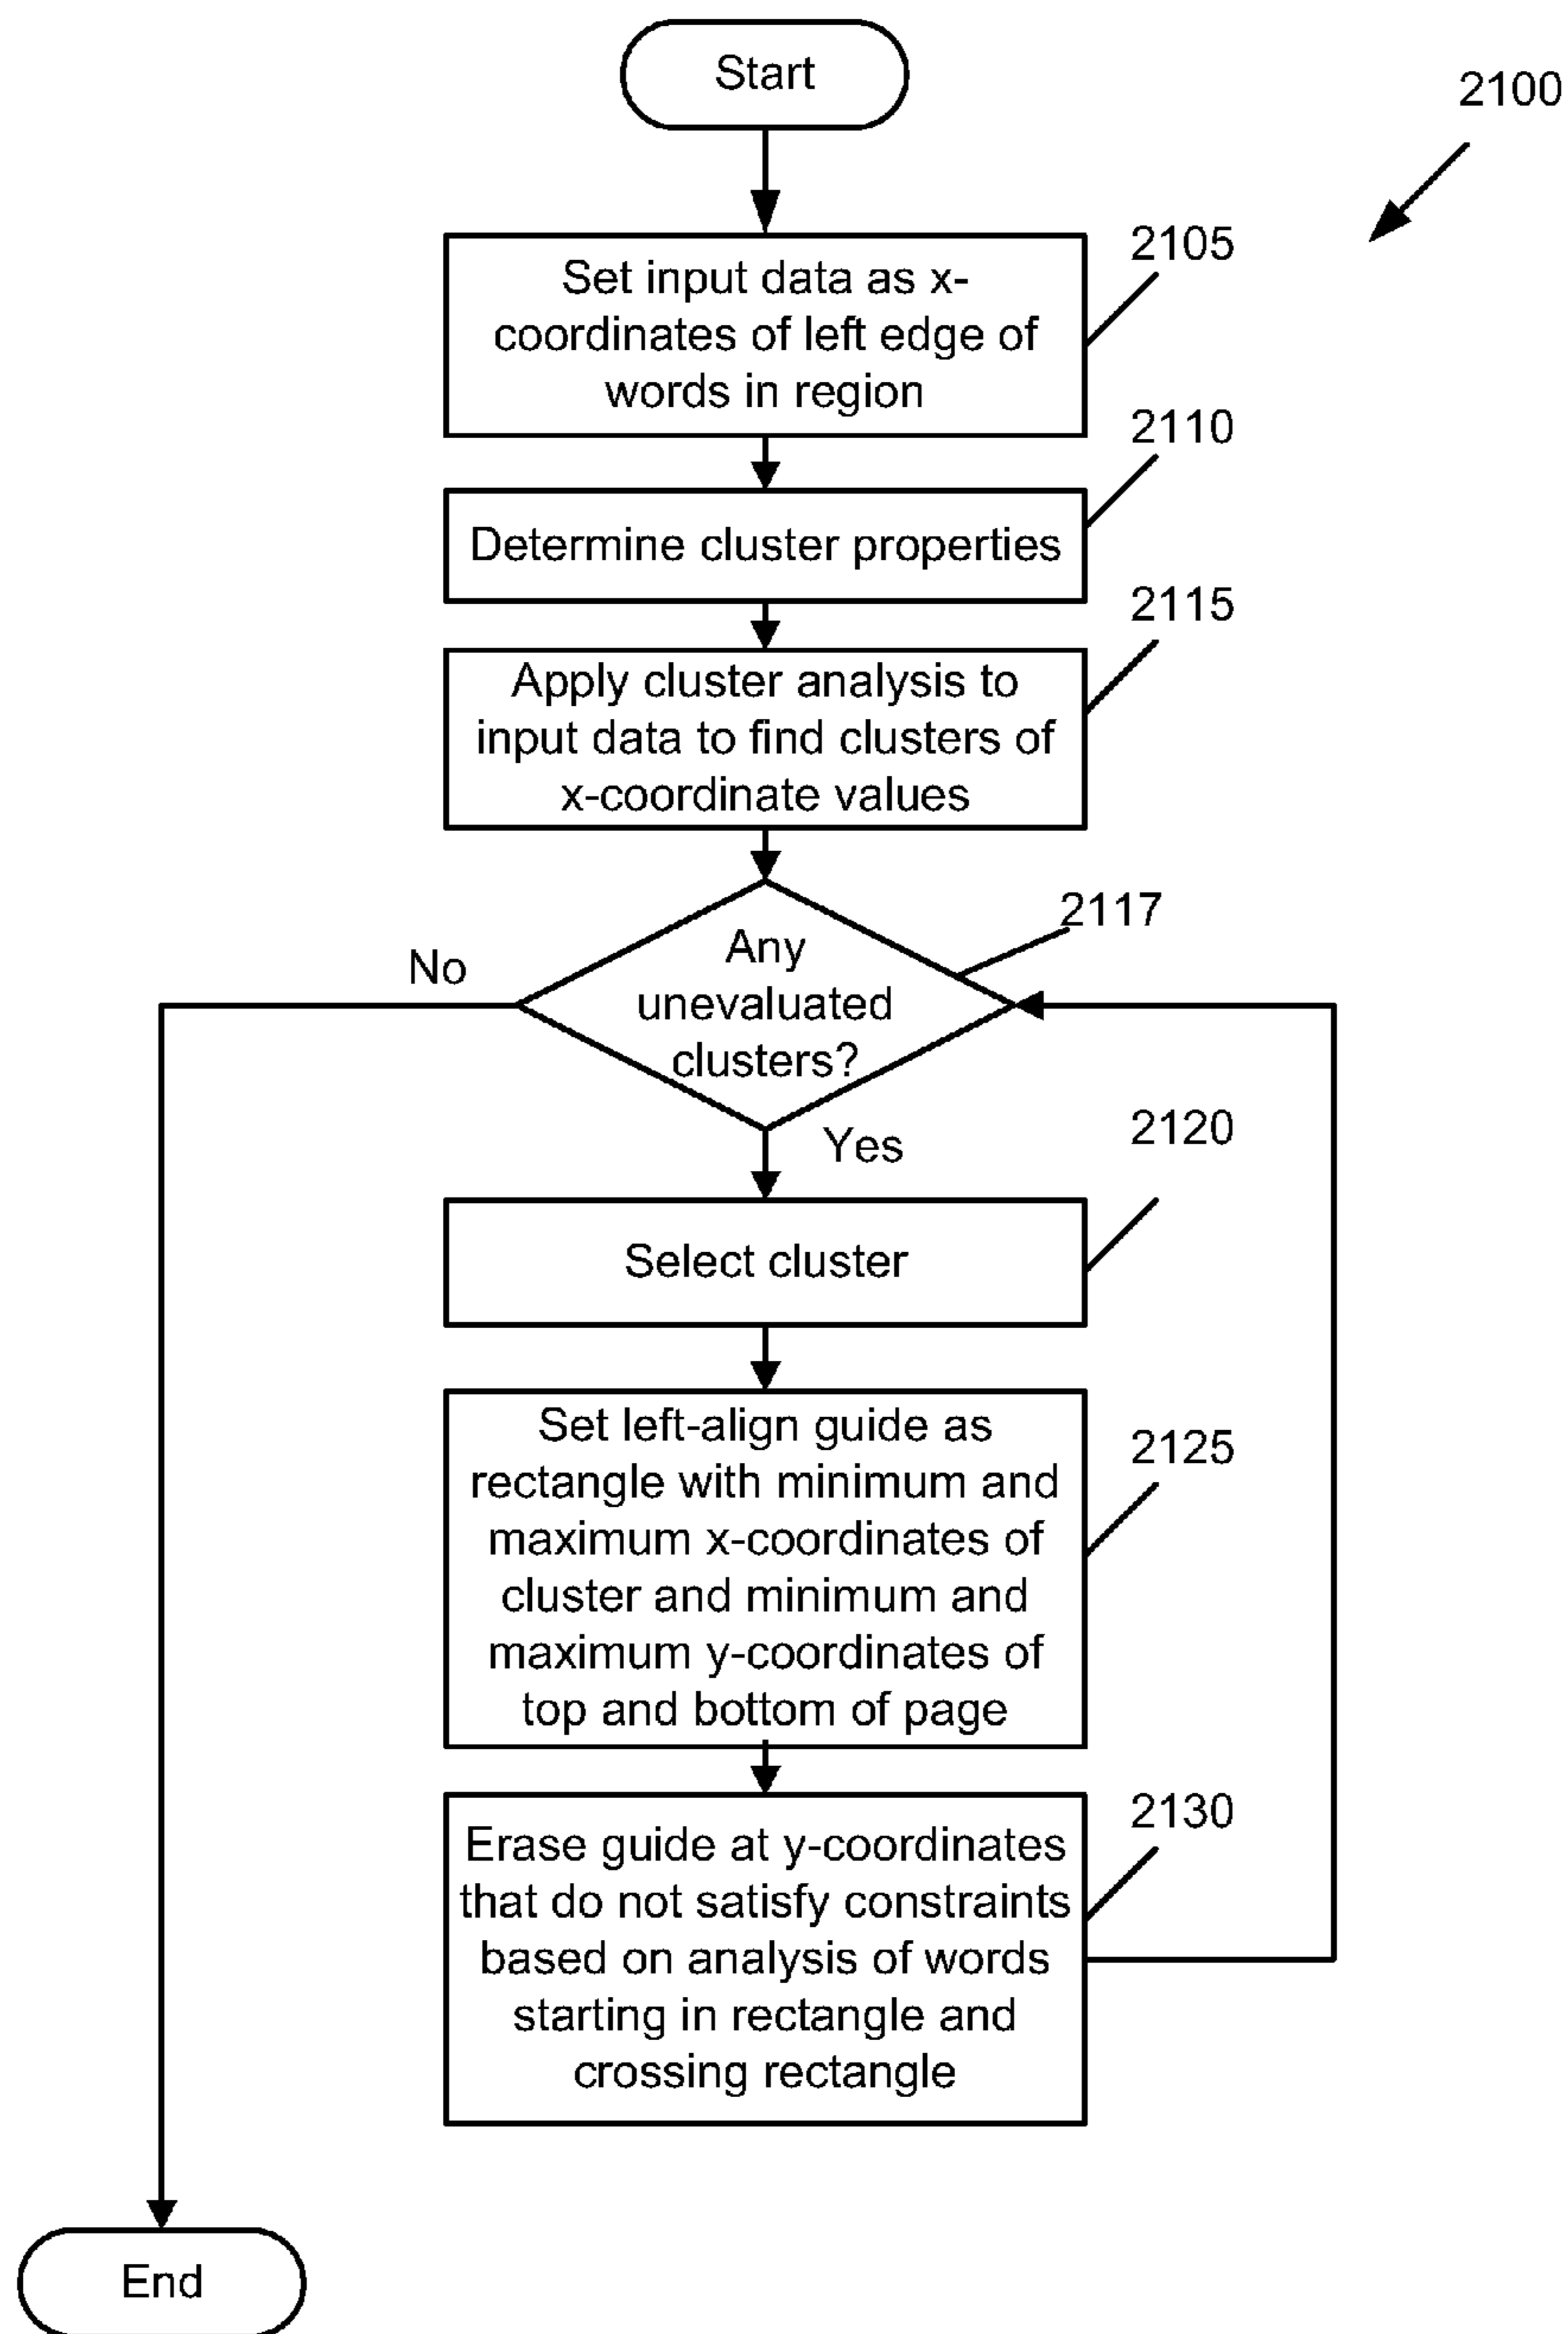 Start
2100
2105
Set input data as x-
coordinates of left edge of
words in region
2110
Determine cluster properties
2115
Apply cluster analysis to
input data to find clusters of
x-coordinate values
2117
No
Any
unevaluated
clusters?
Yes
2120
Select cluster
2125
Set left-align guide as
rectangle with minimum and
maximum x-coordinates of
cluster and minimum and
maximum y-coordinates of
top and bottom of page
2130
Erase guide at y-coordinates
that do not satisfy constraints
based on analysis of words
starting in rectangle and
crossing rectangle
End